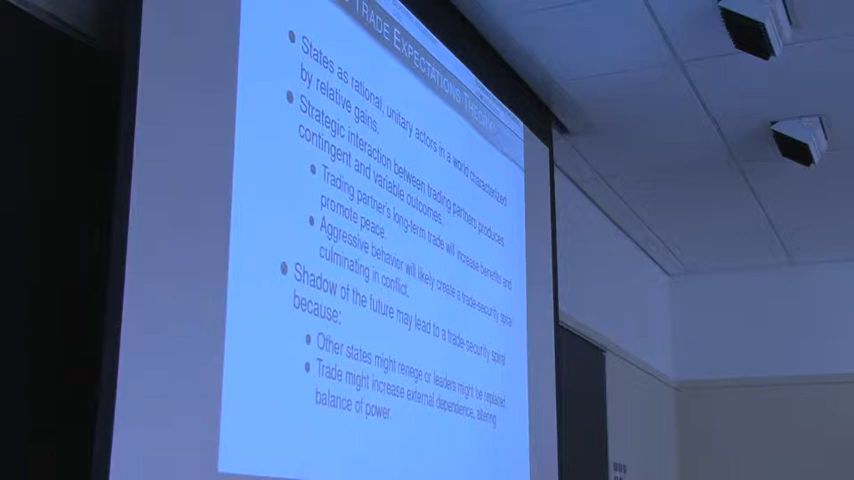 TRADE EXPECTATIONS THEORY
States as rational, unitary actors in a world characterized
by relative gains.
Strategic interaction between trading partners produces
contingent and variable outcomes.
Trading partner's long-term trade will increase benefits and
promote peace.
Aggressive behavior will likely create a trade-security spiral
culminating in conflict.
Shadow of the future may lead to a trade-security spiral
because:
Other states might renege or leaders might be replaced.
Trade might increase external dependence, altering
balance of power.